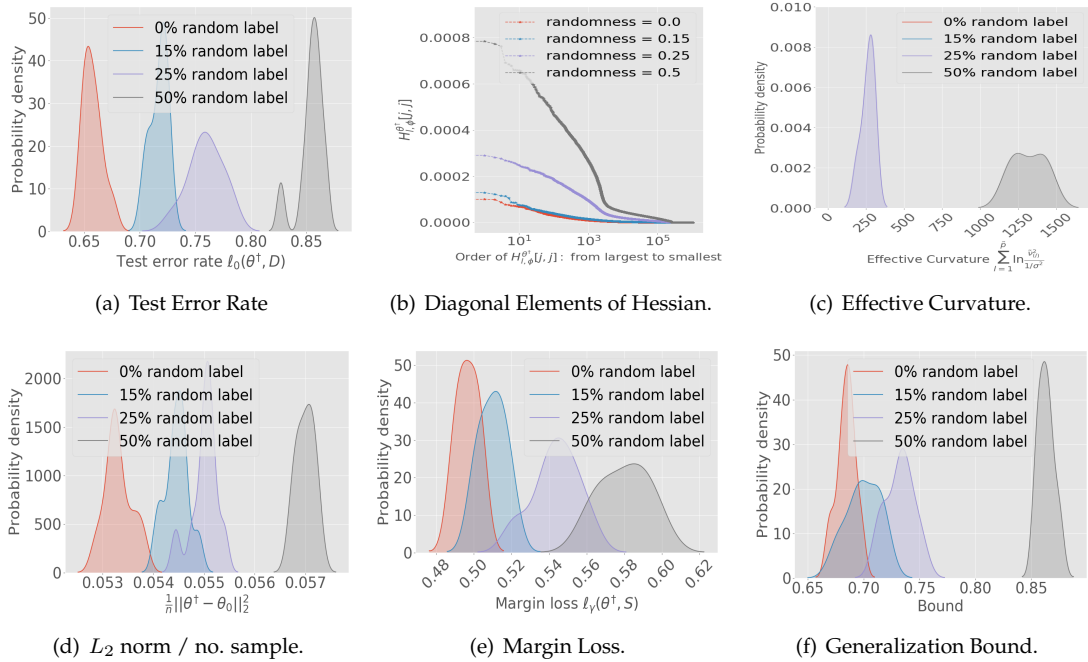 Probability density
50
40
30
20
10
0
0% random label
15% random label
25% random label
50% random label
0.65 0.70 0.75 0.80 0.85
Test error rate ℓ₀(θ†, D)
(a) Test Error Rate
H^{θ†}_{l,ϕ}[j, j]
0.0008
0.0006
0.0004
0.0002
0.0000
randomness = 0.0
randomness = 0.15
randomness = 0.25
randomness = 0.5
10¹ 10³ 10⁵
Order of H^{θ†}_{l,ϕ}[j, j]: from largest to smallest
(b) Diagonal Elements of Hessian.
Probability density
0.010
0.008
0.006
0.004
0.002
0.000
0% random label
15% random label
25% random label
50% random label
0 250 500 750 1000 1250 1500
Effective Curvature
(c) Effective Curvature.
Probability density
2000
1500
1000
500
0
0% random label
15% random label
25% random label
50% random label
0.053 0.054 0.055 0.056 0.057
1/n ||θ† − θ₀||²₂
(d) L₂ norm / no. sample.
Probability density
50
40
30
20
10
0
0% random label
15% random label
25% random label
50% random label
0.48 0.50 0.52 0.54 0.56 0.58 0.60 0.62
Margin loss ℓγ(θ†, S)
(e) Margin Loss.
Probability density
50
40
30
20
10
0
0% random label
15% random label
25% random label
50% random label
0.65 0.70 0.75 0.80 0.85
Bound
(f) Generalization Bound.